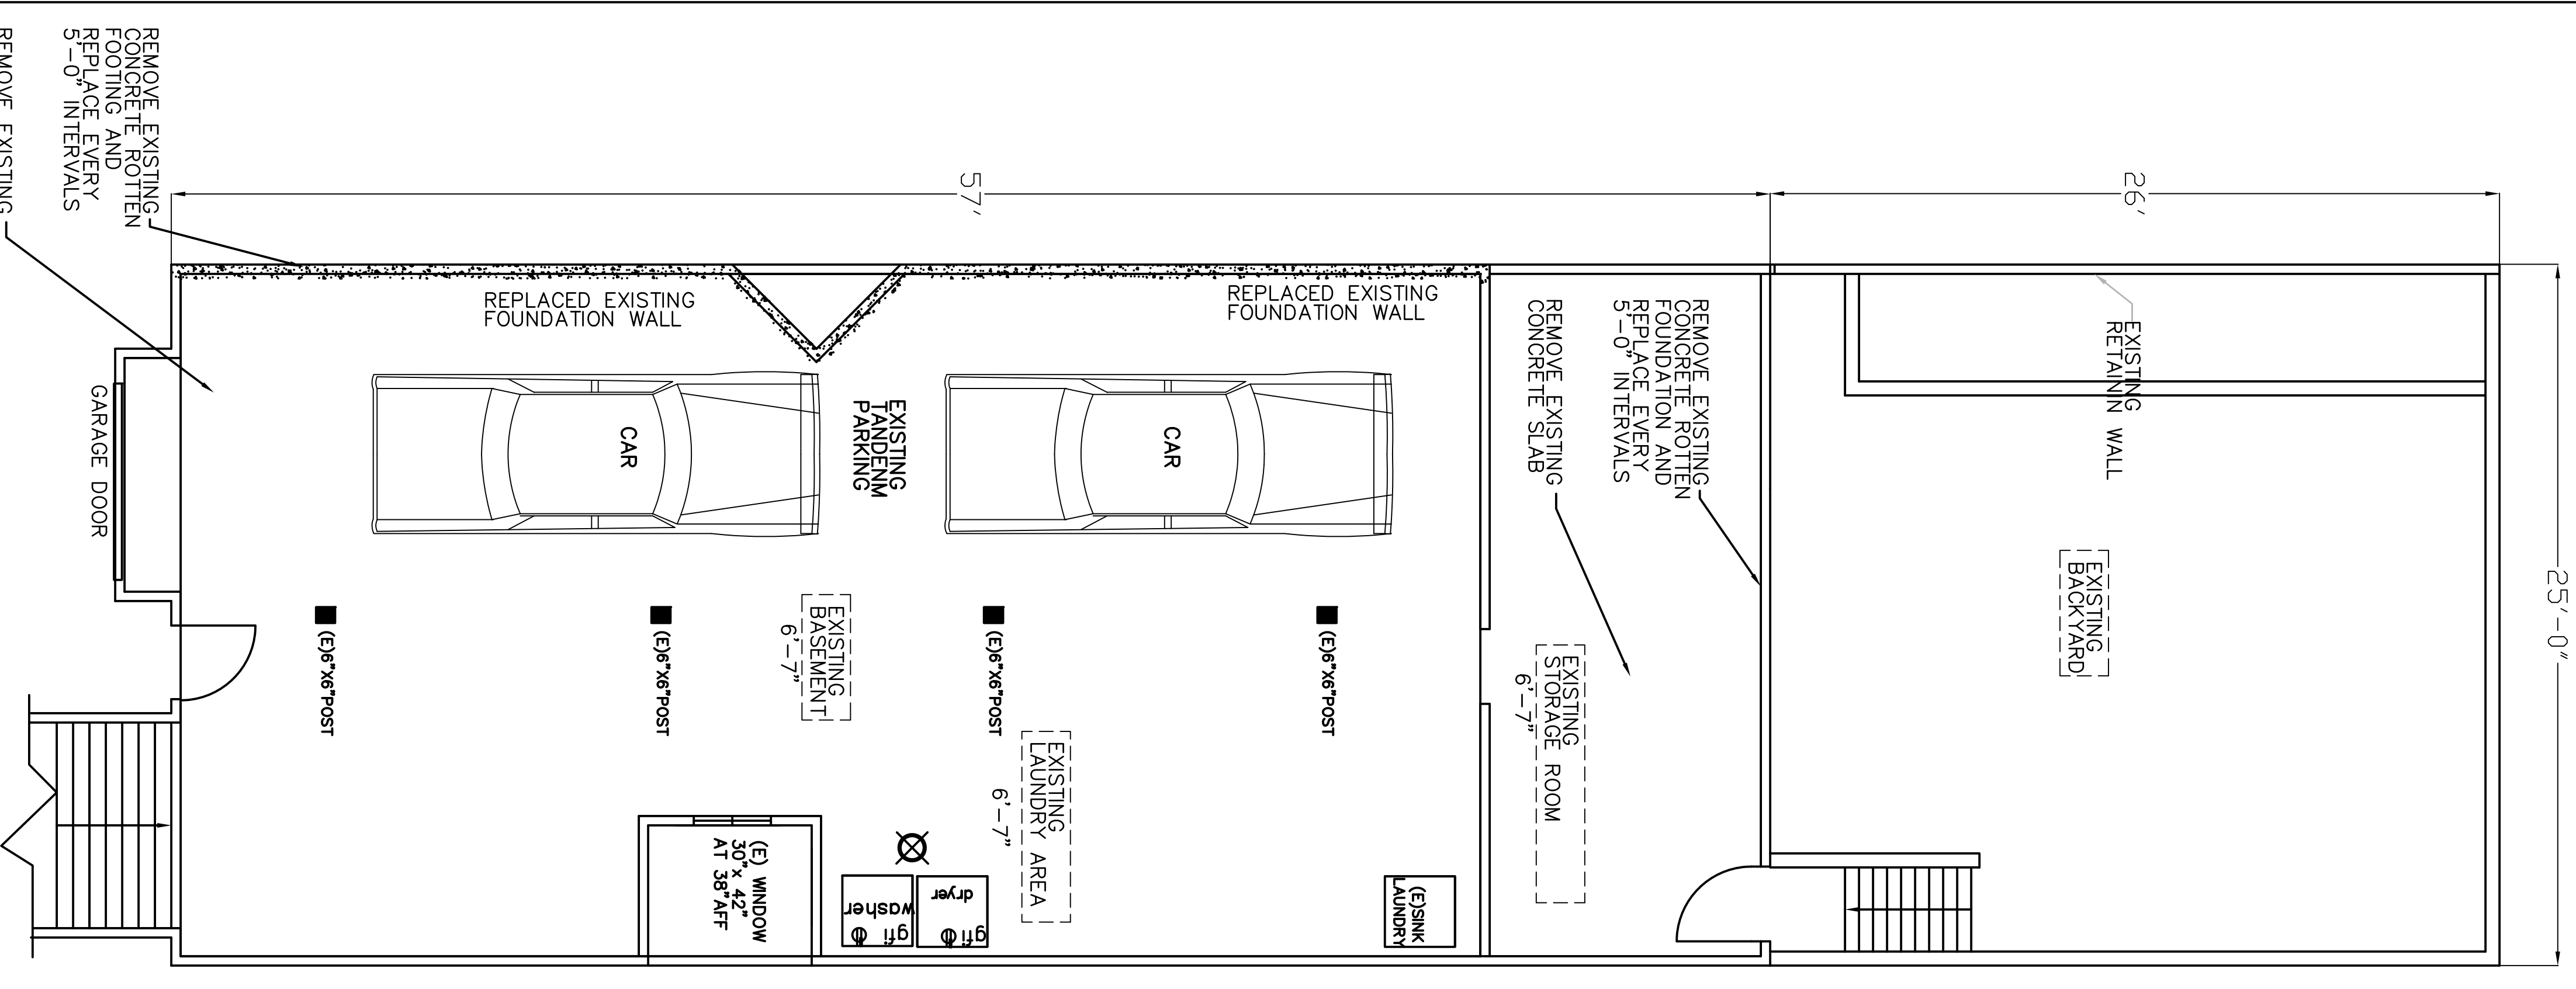 REMOVE EXISTING
CONCRETE ROTTEN
FOOTING AND
REPLACE EVERY
5'-0" INTERVALS
REMOVE EXISTING
57'
26'
25'-0"
REPLACED EXISTING
FOUNDATION WALL
REPLACED EXISTING
FOUNDATION WALL
REMOVE EXISTING
CONCRETE SLAB
REMOVE EXISTING
CONCRETE ROTTEN
FOUNDATION AND
REPLACE EVERY
5'-0" INTERVALS
EXISTING
RETAININ WALL
GARAGE DOOR
CAR
EXISTING
TANDENM
PARKING
CAR
EXISTING
BACKYARD
(E)6"X6"POST
(E)6"X6"POST
EXISTING
BASEMENT
6'-7"
(E)6"X6"POST
(E)6"X6"POST
EXISTING
STORAGE ROOM
6'-7"
EXISTING
LAUNDRY AREA
6'-7"
(E) WINDOW
30"x 42"
AT 38"AFF
washer
gfi
dryer
gfi
(E)SINK
LAUNDRY